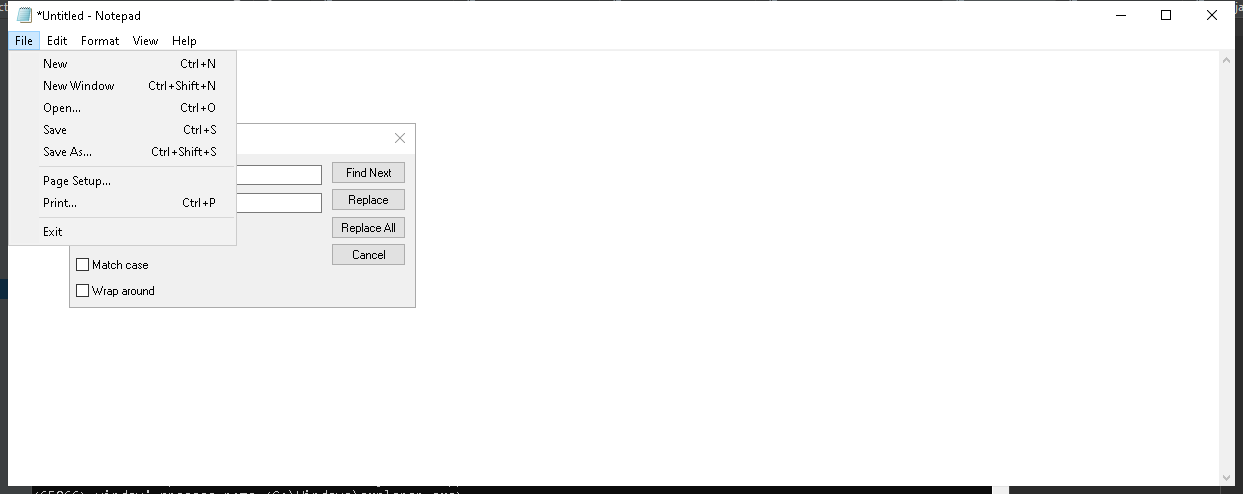 *Untitled - Notepad
File Edit Format View Help
New Ctrl+N
New Window Ctrl+Shift+N
Open... Ctrl+O
Save Ctrl+S
Save As... Ctrl+Shift+S
Page Setup...
Print... Ctrl+P
Exit
Find Next
Replace
Replace All
Cancel
Match case
Wrap around